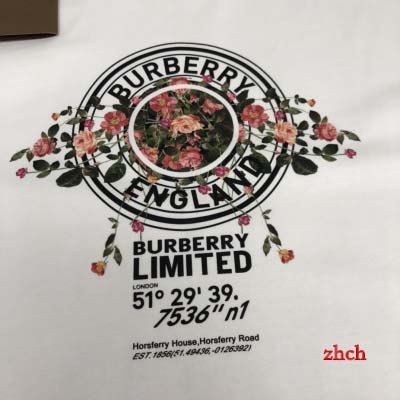 BURBERRY
ENGLAND
BURBERRY
LIMITED
LONDON
51° 29' 39.
7536" n1
Horsferry House,Horsferry Road
EST.1856(51.49436,-0126392)
zhch